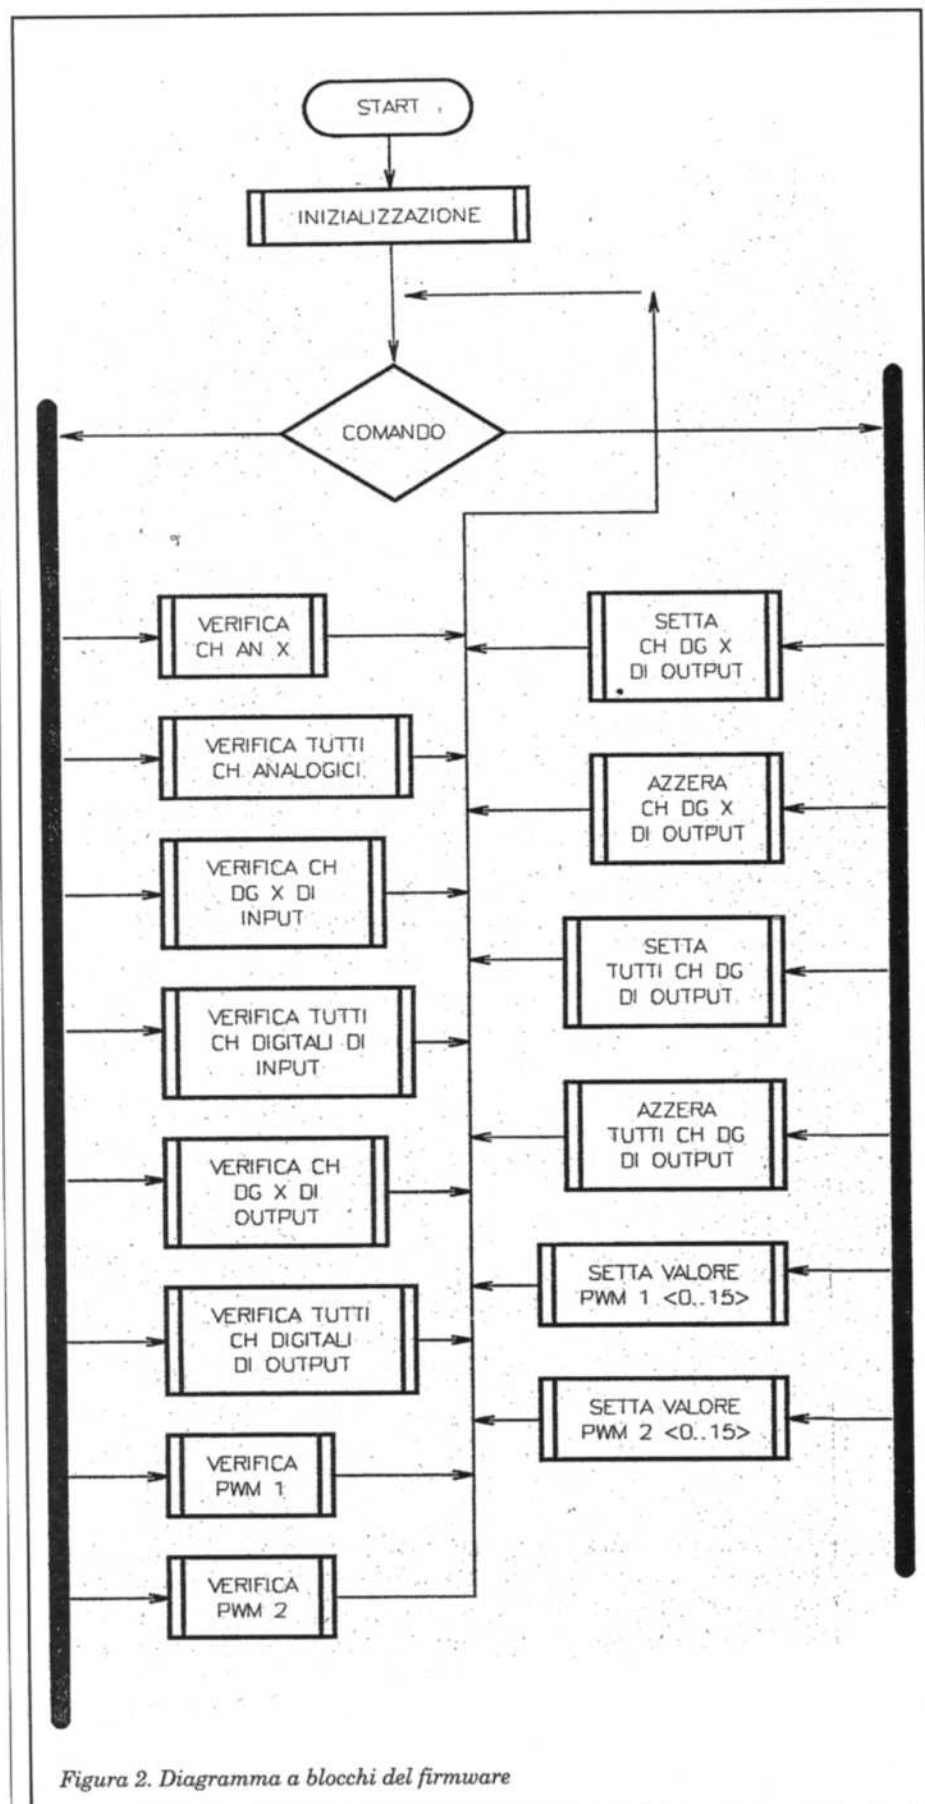 START
INIZIALIZZAZIONE
COMANDO
VERIFICA
CH AN X
VERIFICA TUTTI
CH ANALOGICI
VERIFICA CH
DG X DI
INPUT
VERIFICA TUTTI
CH DIGITALI DI
INPUT
VERIFICA CH
DG X DI
OUTPUT
VERIFICA TUTTI
CH DIGITALI
DI OUTPUT
VERIFICA
PWM 1
VERIFICA
PWM 2
SETTA
CH DG X
DI OUTPUT
AZZERA
CH DG X
DI OUTPUT
SETTA
TUTTI CH DG
DI OUTPUT
AZZERA
TUTTI CH DG
DI OUTPUT
SETTA VALORE
PWM 1 <0..15>
SETTA VALORE
PWM 2 <0..15>
Figura 2. Diagramma a blocchi del firmware